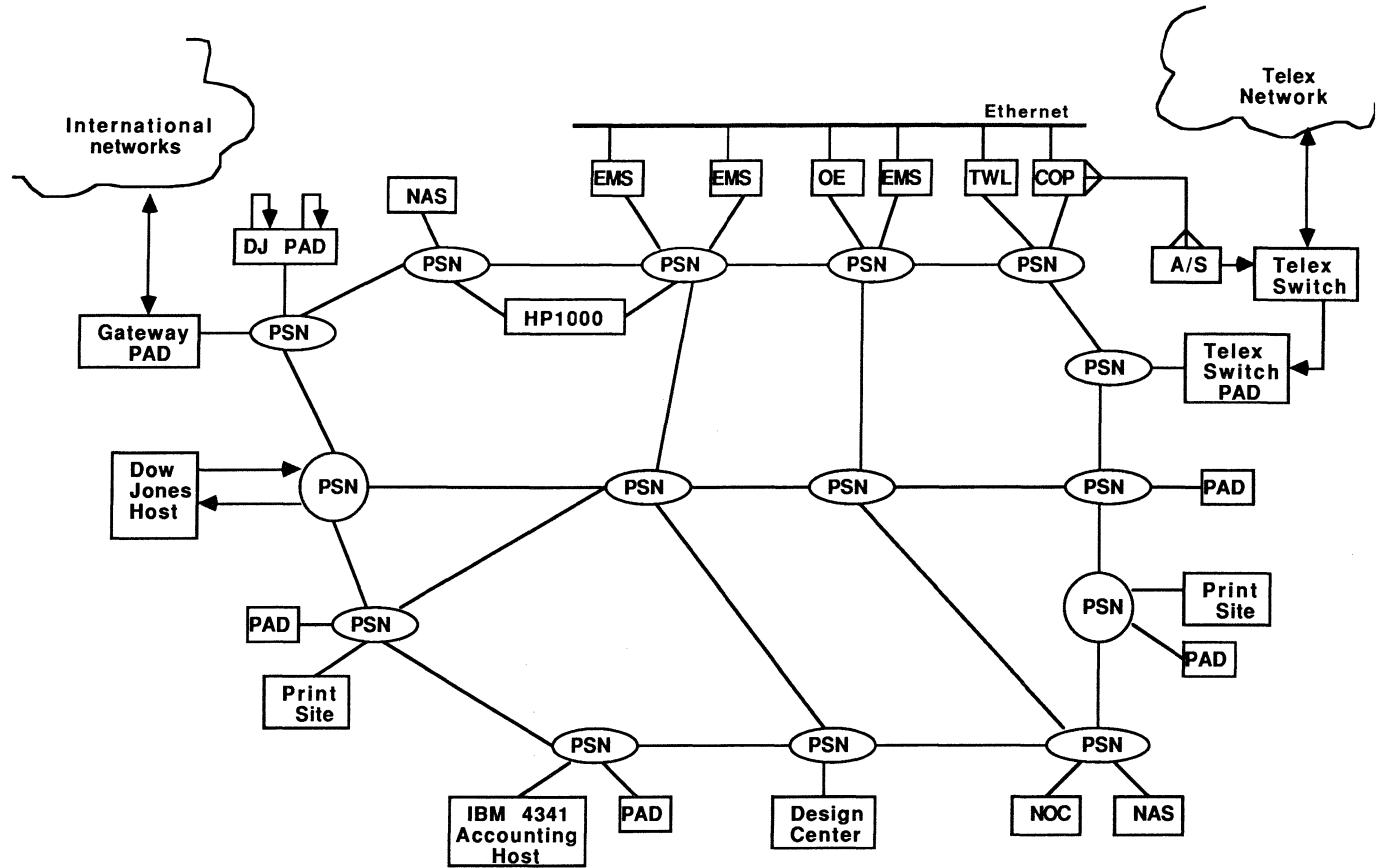 International
networks
Telex
Network
Ethernet
EMS
EMS
OE
EMS
TWL
COP
NAS
DJ PAD
PSN
PSN
PSN
PSN
A/S
Telex
Switch
HP1000
Gateway
PAD
PSN
PSN
Telex
Switch
PAD
Dow
Jones
Host
PSN
PSN
PSN
PSN
PAD
PSN
Print
Site
PAD
PSN
PAD
Print
Site
PSN
PSN
PSN
IBM 4341
Accounting
Host
PAD
Design
Center
NOC
NAS